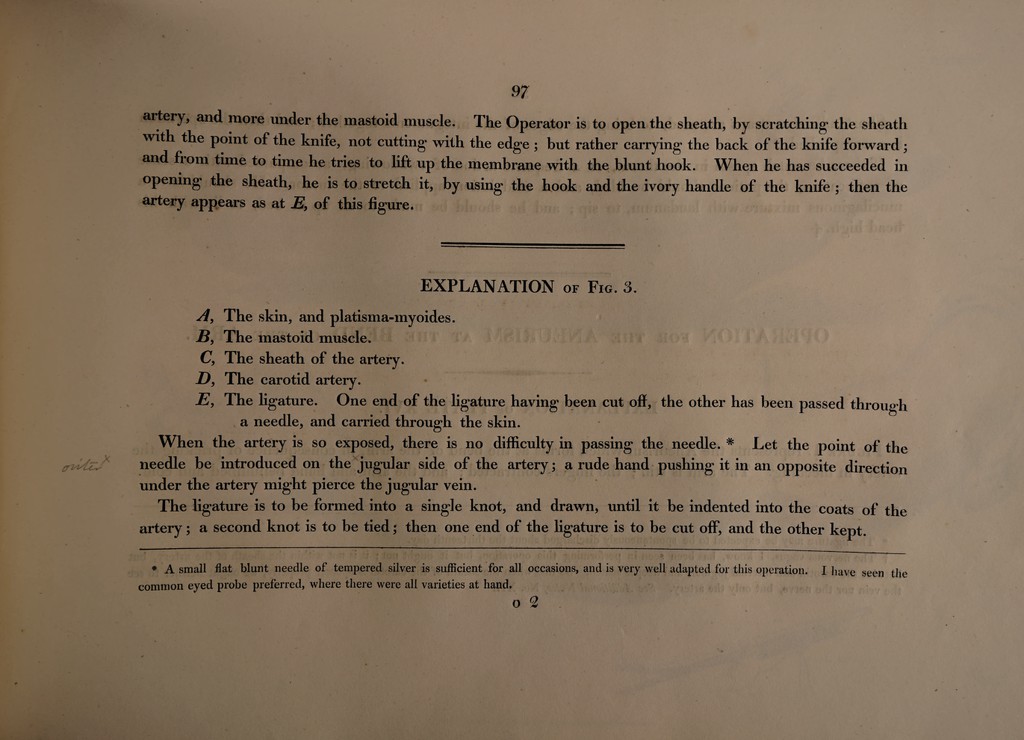 97
artery, and more under the mastoid muscle. The Operator is to open the sheath, by scratching the sheath
with the point of the knife, not cutting with the edge ; but rather carrying the back of the knife forward ;
and from time to time he tries to lift up the membrane with the blunt hook. When he has succeeded in
opening the sheath, he is to stretch it, by using the hook and the ivory handle of the knife ; then the
artery appears as at E, of this figure.
EXPLANATION OF FIG. 3.
A, The skin, and platisma-myoides.
B, The mastoid muscle.
C, The sheath of the artery.
D, The carotid artery.
E, The ligature. One end of the ligature having been cut off, the other has been passed through
a needle, and carried through the skin.
When the artery is so exposed, there is no difficulty in passing the needle. * Let the point of the
needle be introduced on the jugular side of the artery ; a rude hand pushing it in an opposite direction
under the artery might pierce the jugular vein.
The ligature is to be formed into a single knot, and drawn, until it be indented into the coats of the
artery ; a second knot is to be tied ; then one end of the ligature is to be cut off, and the other kept.
* A small flat blunt needle of tempered silver is sufficient for all occasions, and is very well adapted for this operation. I have seen the
common eyed probe preferred, where there were all varieties at hand.
O 2